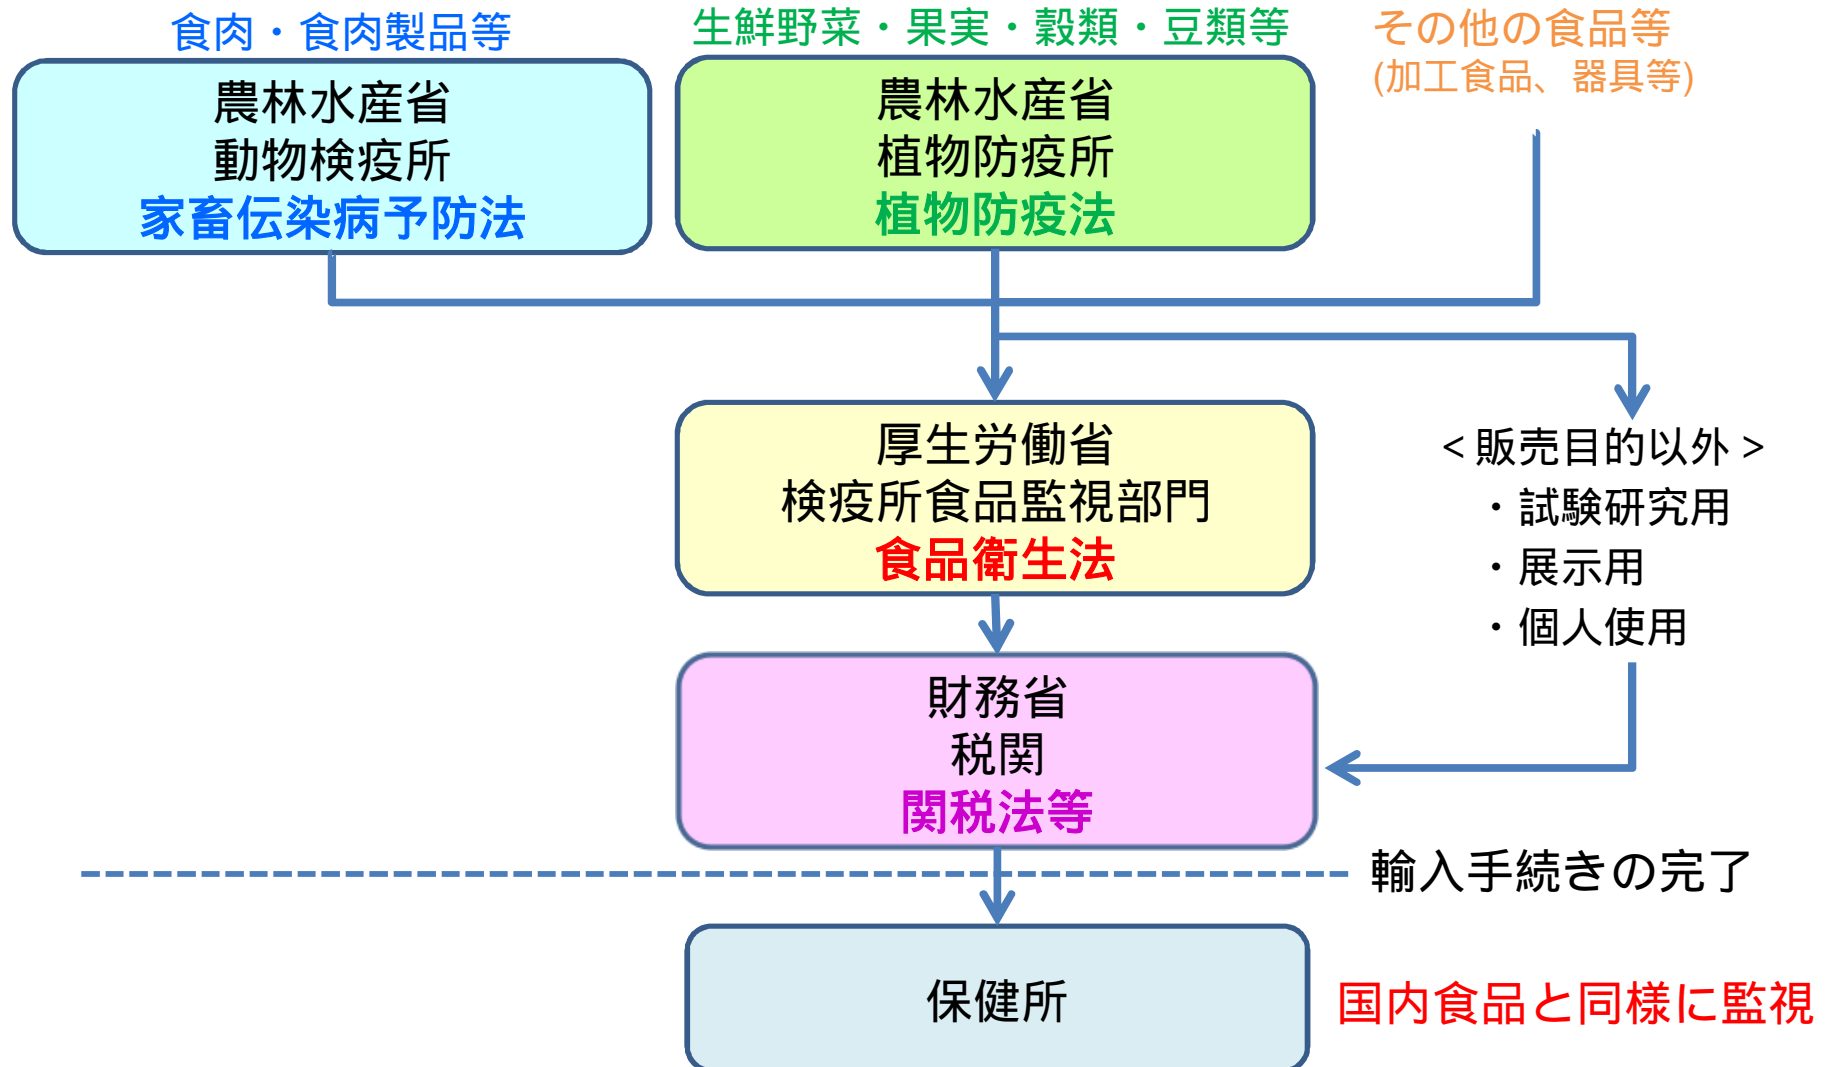 食肉・食肉製品等
農林水産省
動物検疫所
家畜伝染病予防法
生鮮野菜・果実・穀類・豆類等
農林水産省
植物防疫所
植物防疫法
その他の食品等
(加工食品、器具等)
厚生労働省
検疫所食品監視部門
食品衛生法
<販売目的以外>
・試験研究用
・展示用
・個人使用
財務省
税関
関税法等
輸入手続きの完了
保健所
国内食品と同様に監視